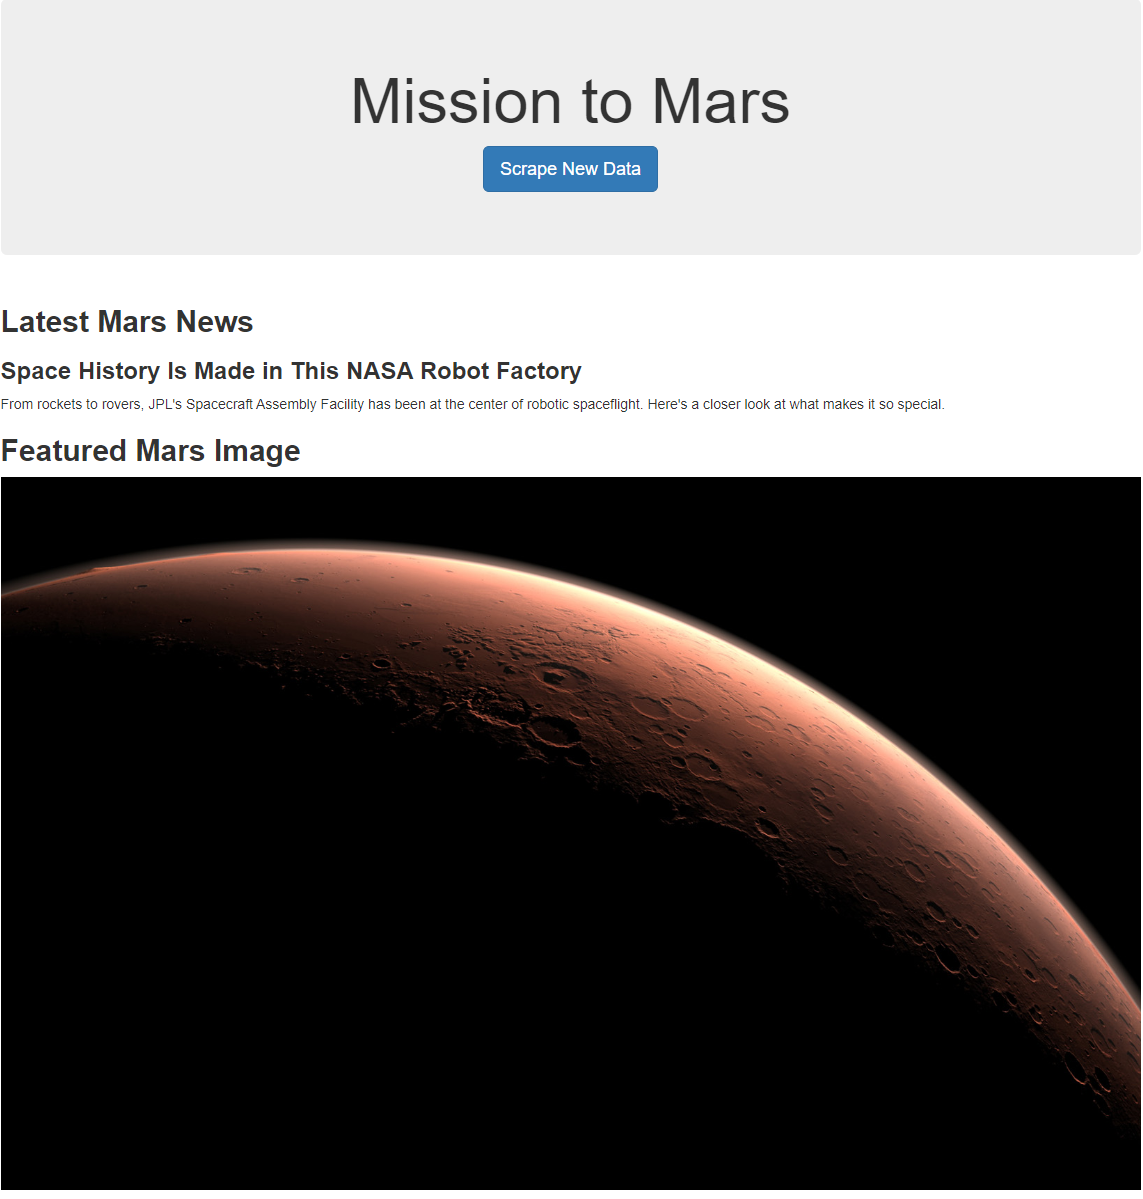 Mission to Mars
Scrape New Data
Latest Mars News
Space History Is Made in This NASA Robot Factory
From rockets to rovers, JPL's Spacecraft Assembly Facility has been at the center of robotic spaceflight. Here's a closer look at what makes it so special.
Featured Mars Image